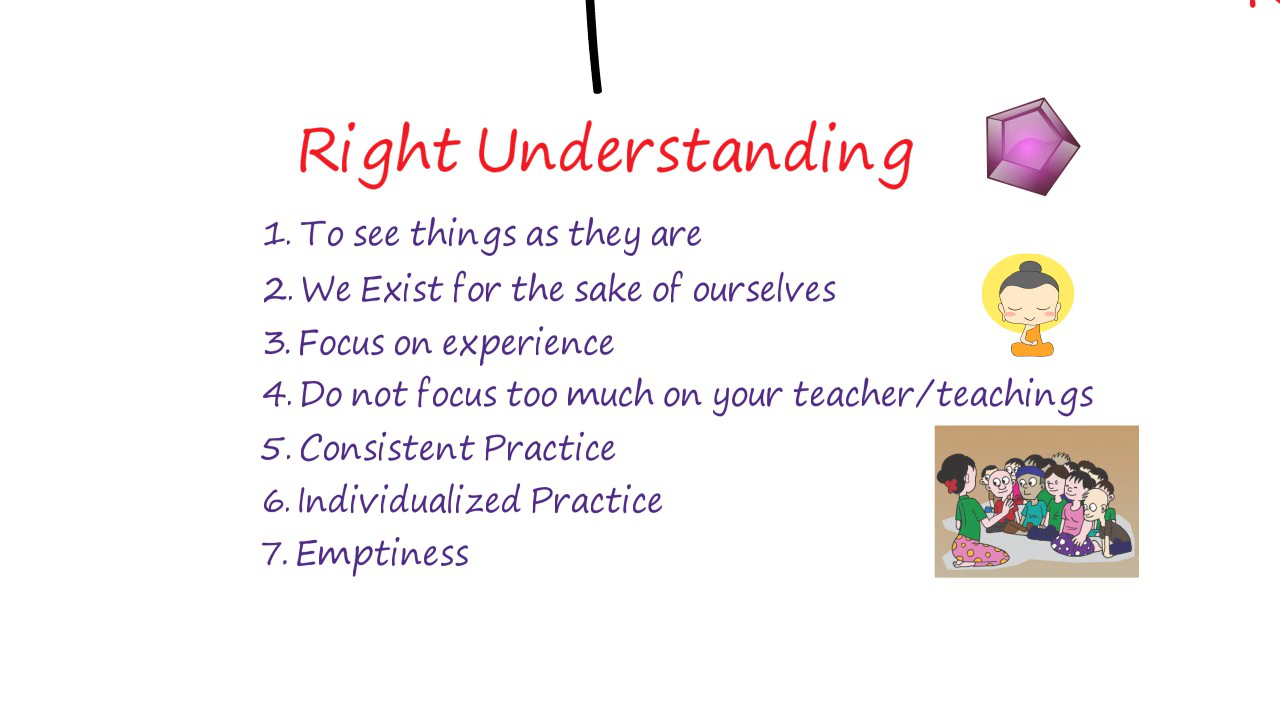 Right Understanding
1. To see things as they are
2. We Exist for the sake of ourselves
3. Focus on experience
4. Do not focus too much on your teacher/teachings
5. Consistent Practice
6. Individualized Practice
7. Emptiness